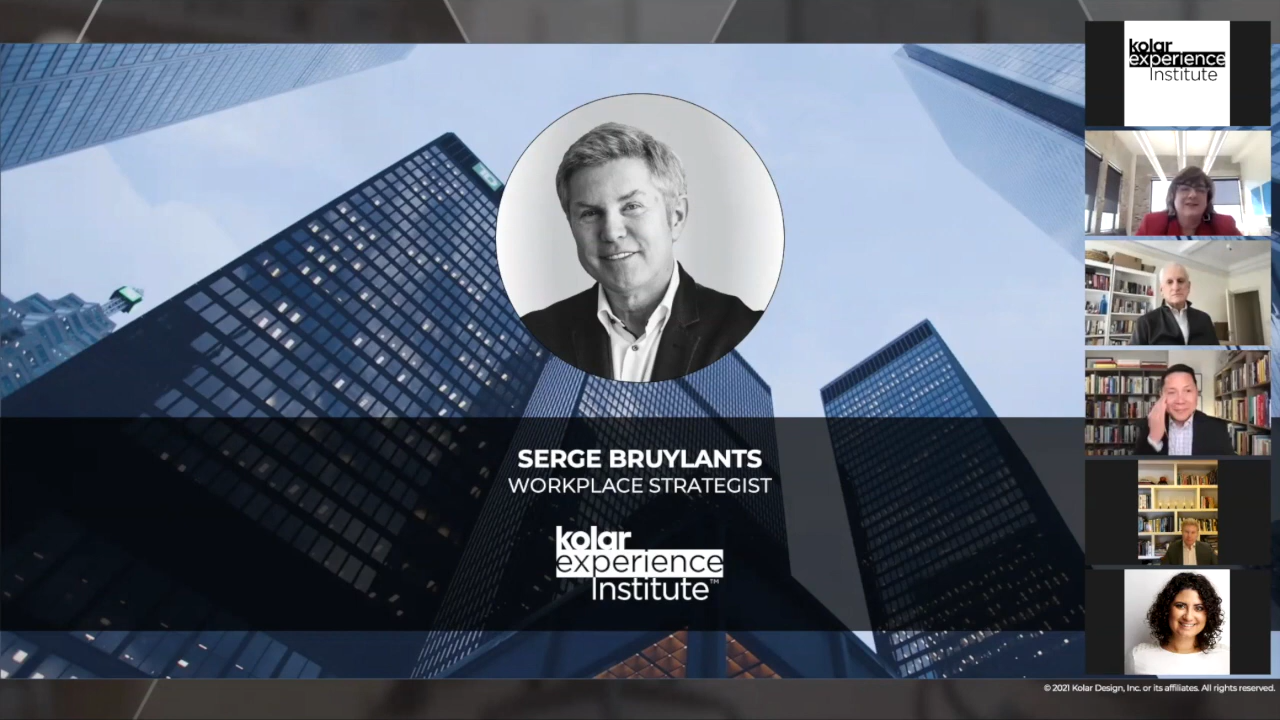 SERGE BRUYLANTS
WORKPLACE STRATEGIST
kolar
experience
Institute™
kolar
experience
Institute
© 2021 Kolar Design, Inc. or its affiliates. All rights reserved.